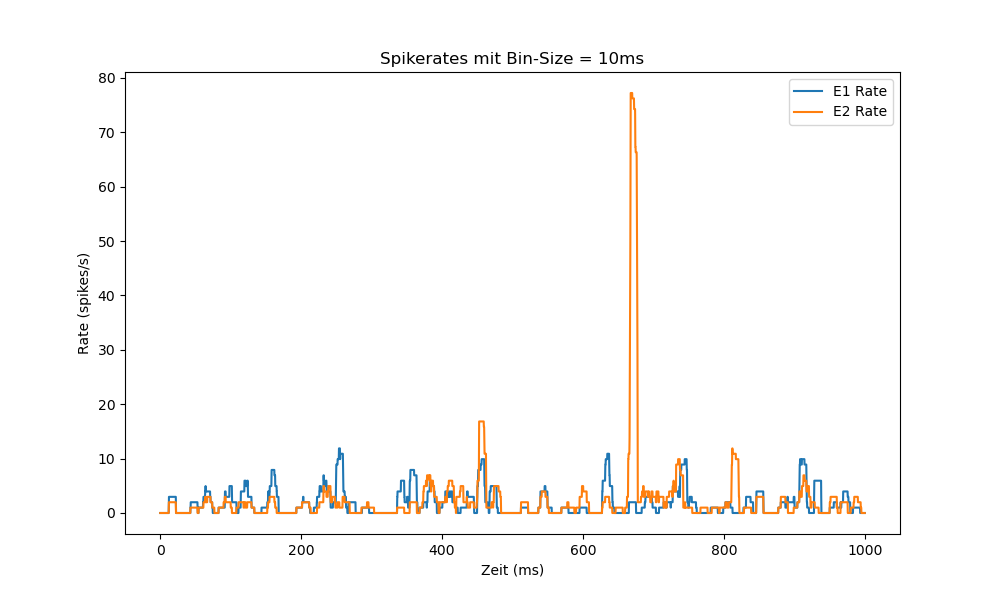 Spikerates mit Bin-Size = 10ms
E1 Rate
E2 Rate
Rate (spikes/s)
80
70
60
50
40
30
20
10
0
0 200 400 600 800 1000
Zeit (ms)